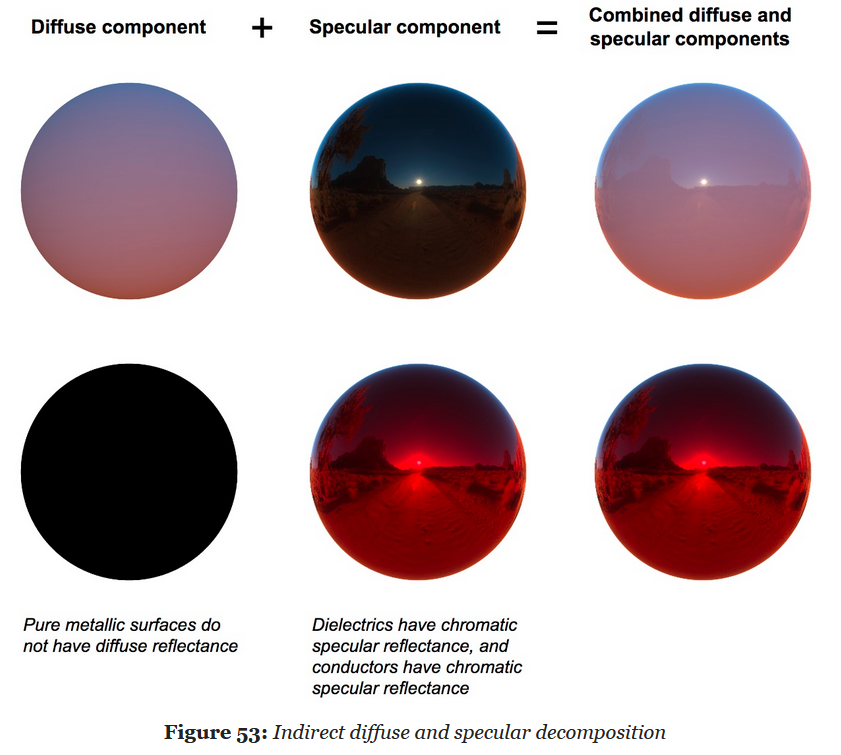 Diffuse component + Specular component = Combined diffuse and
specular components
Pure metallic surfaces do
not have diffuse reflectance
Dielectrics have chromatic
specular reflectance, and
conductors have chromatic
specular reflectance
Figure 53: Indirect diffuse and specular decomposition